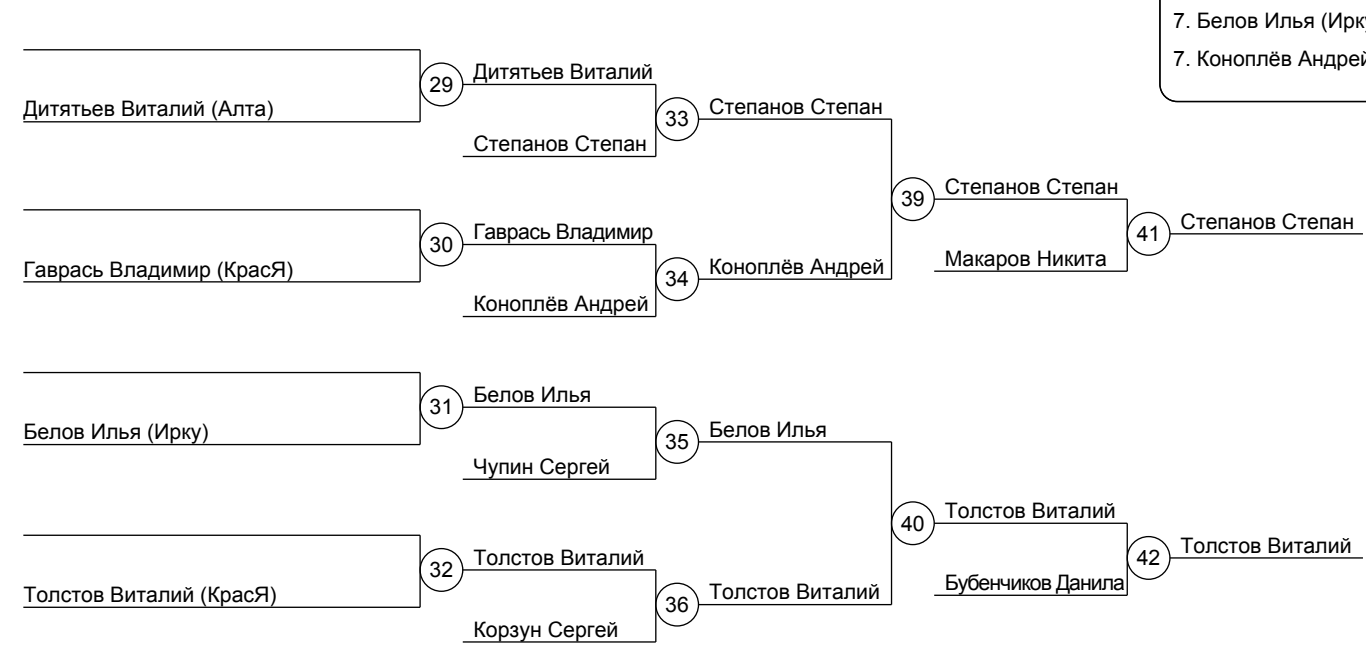 7. Белов Илья (Ирку
7. Коноплёв Андрей
29
Дитятьев Виталий
Дитятьев Виталий (Алта)
33
Степанов Степан
Степанов Степан
39
Степанов Степан
30
Гаврась Владимир
41
Степанов Степан
Гаврась Владимир (КрасЯ)
34
Коноплёв Андрей
Макаров Никита
Коноплёв Андрей
31
Белов Илья
Белов Илья (Ирку)
35
Белов Илья
Чупин Сергей
40
Толстов Виталий
32
Толстов Виталий
42
Толстов Виталий
Толстов Виталий (КрасЯ)
36
Толстов Виталий
Бубенчиков Данила
Корзун Сергей